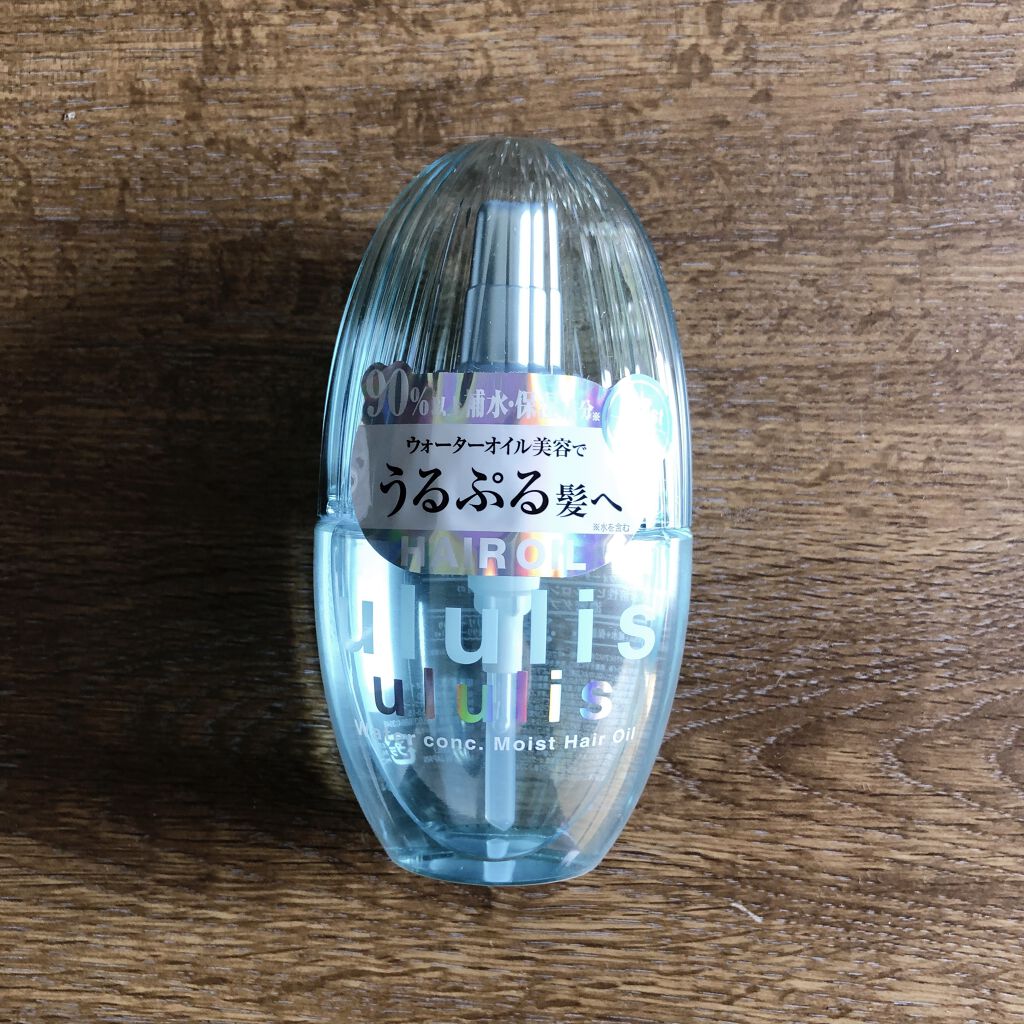 90%以上補水・保湿成分※
ウォーターオイル美容で
うるぷる髪へ
※水を含む
HAIR OIL
ululis
ululis
Water conc. Moist Hair Oil